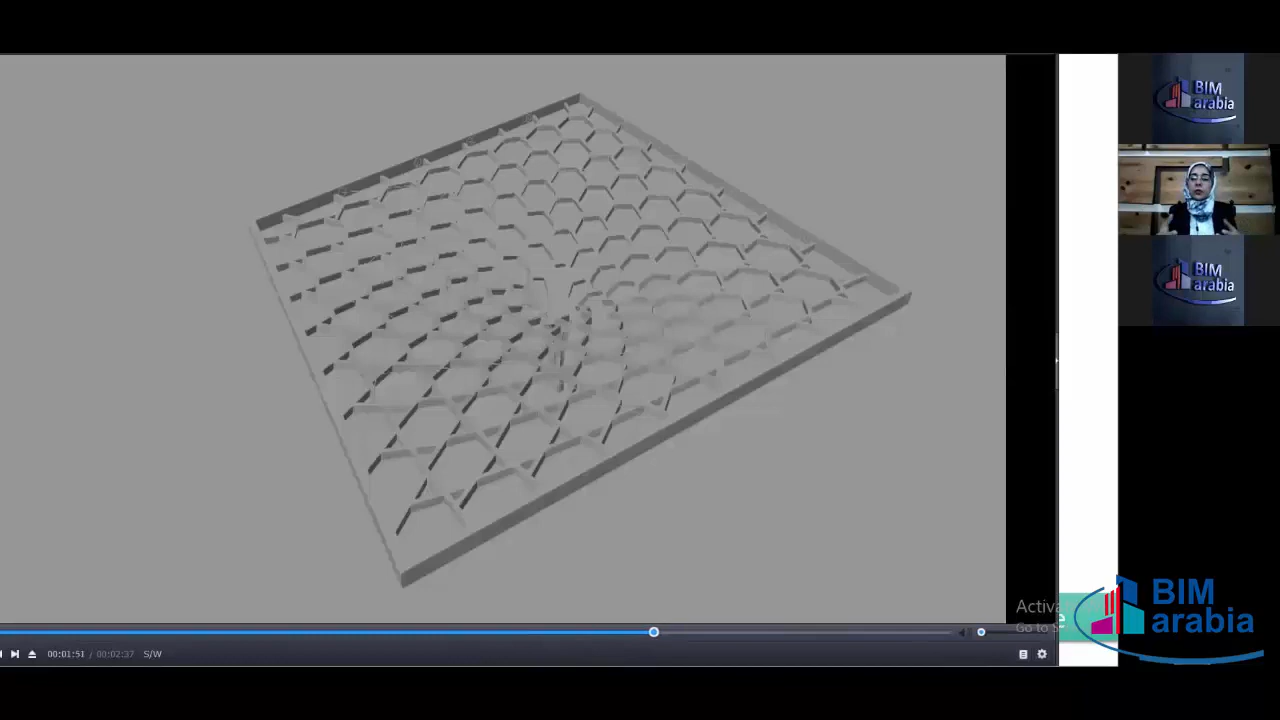 BIM
arabia
BIM
arabia
Activa
Go to S
BIM
arabia
00:01:51 / 00:02:37 S/W